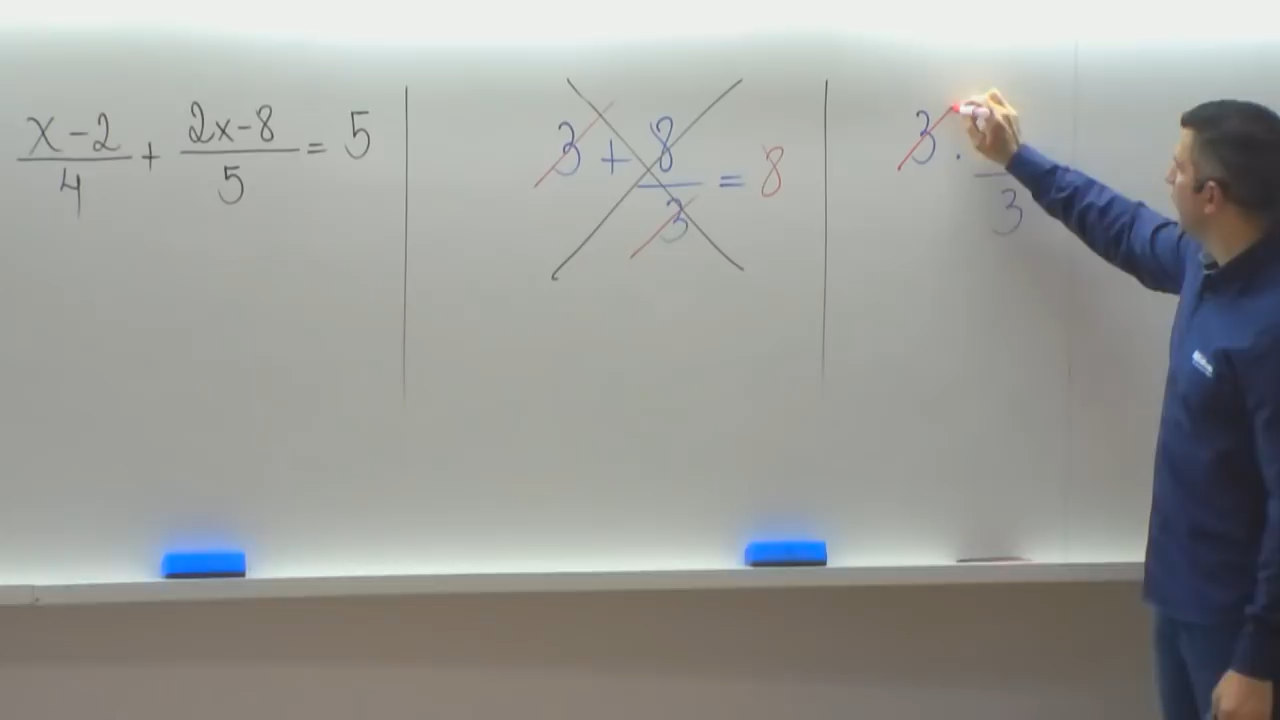 (x-2)/4 + (2x-8)/5 = 5
3 + 8/3 = 8
3 · /3